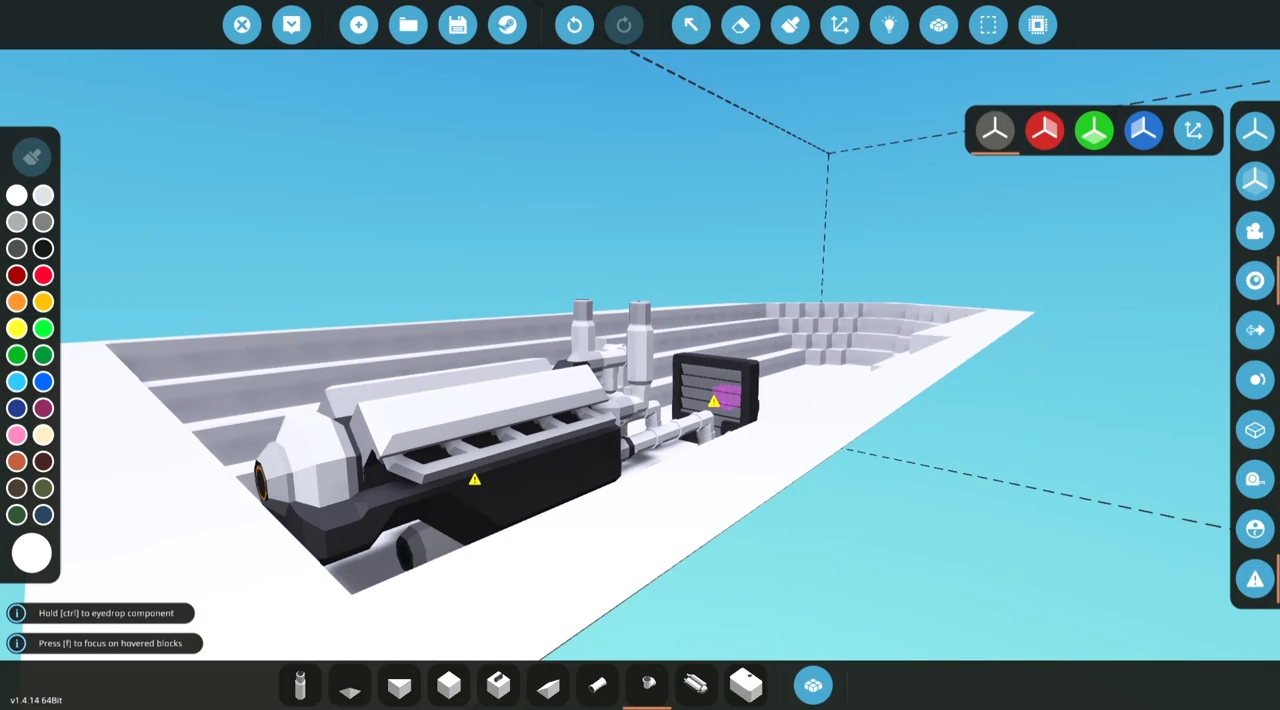 Hold [ctrl] to eyedrop component
Press [f] to focus on hovered blocks
v1.4.14 64Bit